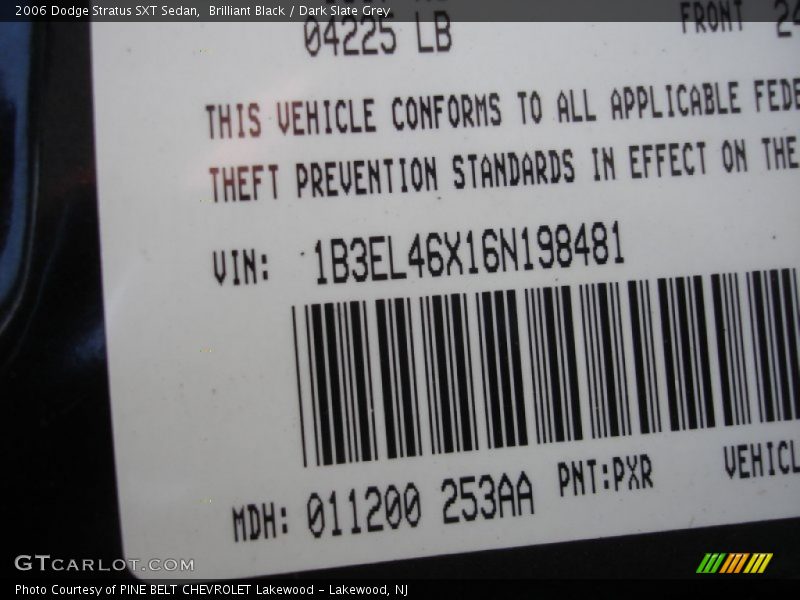 2006 Dodge Stratus SXT Sedan, Brilliant Black / Dark Slate Grey
04225 LB
FRONT
THIS VEHICLE CONFORMS TO ALL APPLICABLE FEDE
THEFT PREVENTION STANDARDS IN EFFECT ON THE
VIN: 1B3EL46X16N198481
MDH: 011200 253AA PNT:PXR VEHICL
GTCARLOT.COM
Photo Courtesy of PINE BELT CHEVROLET Lakewood - Lakewood, NJ